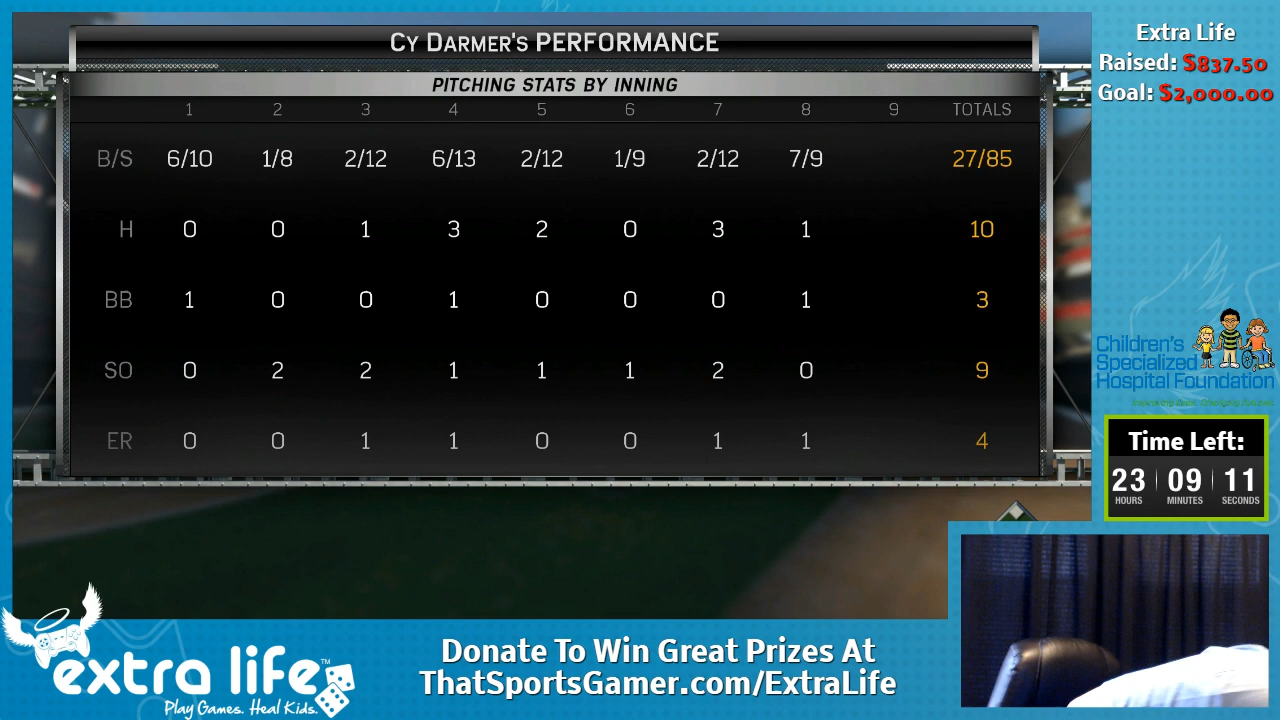 Cy Darmer's PERFORMANCE
PITCHING STATS BY INNING
1 2 3 4 5 6 7 8 9 TOTALS
B/S 6/10 1/8 2/12 6/13 2/12 1/9 2/12 7/9 27/85
H 0 0 1 3 2 0 3 1 10
BB 1 0 0 1 0 0 0 1 3
SO 0 2 2 1 1 1 2 0 9
ER 0 0 1 1 0 0 1 1 4
Extra Life
Raised: $837.50
Goal: $2,000.00
Children's
Specialized
Hospital Foundation
Time Left:
23 09 11
HOURS MINUTES SECONDS
extra life™
Play Games. Heal Kids.
Donate To Win Great Prizes At
ThatSportsGamer.com/ExtraLife